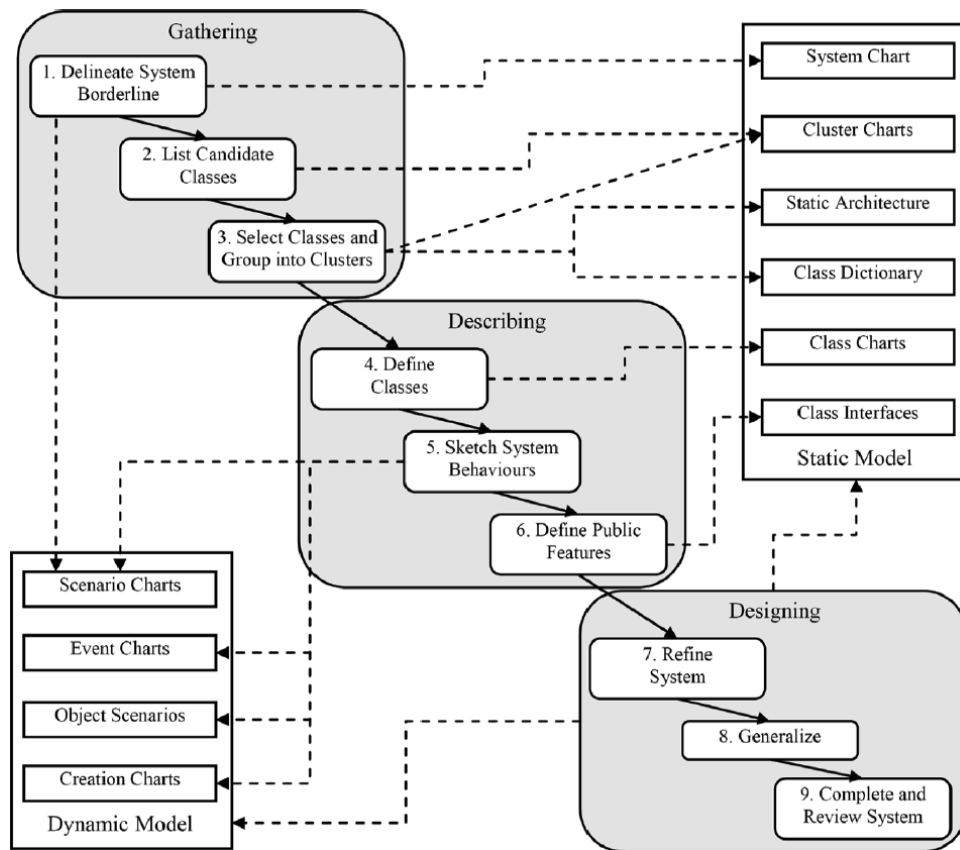 Gathering
1. Delineate System
Borderline
2. List Candidate
Classes
3. Select Classes and
Group into Clusters
System Chart
Cluster Charts
Static Architecture
Class Dictionary
Class Charts
Class Interfaces
Static Model
Describing
4. Define
Classes
5. Sketch System
Behaviours
6. Define Public
Features
Scenario Charts
Event Charts
Object Scenarios
Creation Charts
Dynamic Model
Designing
7. Refine
System
8. Generalize
9. Complete and
Review System